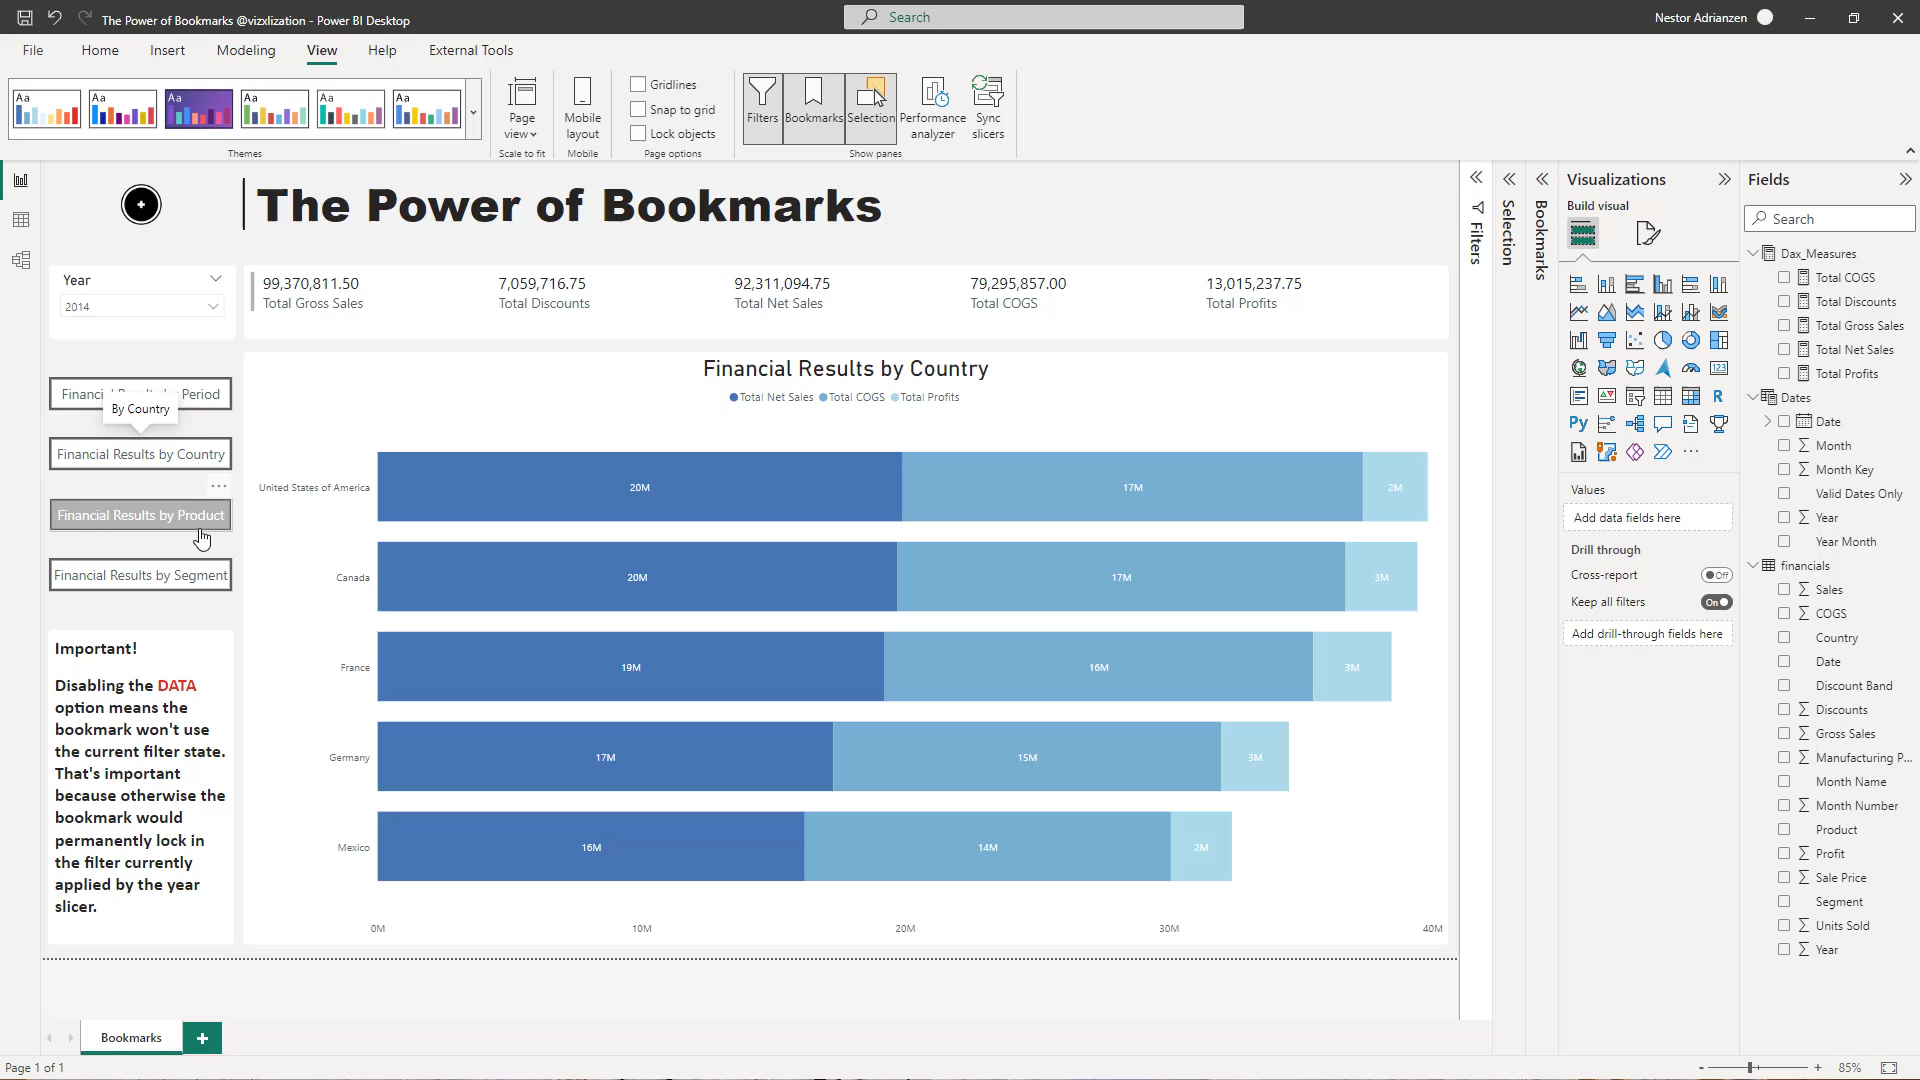 The Power of Bookmarks @vizxlization - Power BI Desktop
Search
Nestor Adrianzen
File Home Insert Modeling View Help External Tools
Aa Aa Aa Aa Aa Aa
Page view
Mobile layout
Gridlines
Snap to grid
Lock objects
Filters
Bookmarks
Selection
Performance analyzer
Sync slicers
Themes
Scale to fit
Mobile
Page options
Show panes
The Power of Bookmarks
Year
2014
99,370,811.50
Total Gross Sales
7,059,716.75
Total Discounts
92,311,094.75
Total Net Sales
79,295,857.00
Total COGS
13,015,237.75
Total Profits
Period
By Country
Financial Results by Country
Financial Results by Product
Financial Results by Segment
Important!
Disabling the DATA
option means the
bookmark won't use
the current filter state.
That's important
because otherwise the
bookmark would
permanently lock in
the filter currently
applied by the year
slicer.
Financial Results by Country
Total Net Sales Total COGS Total Profits
United States of America 20M 17M 2M
Canada 20M 17M 3M
France 19M 16M 3M
Germany 17M 15M 3M
Mexico 16M 14M 2M
0M 10M 20M 30M 40M
Filters
Selection
Bookmarks
Visualizations
Build visual
R
Py
123
Values
Add data fields here
Drill through
Cross-report Off
Keep all filters On
Add drill-through fields here
Fields
Search
Dax_Measures
Total COGS
Total Discounts
Total Gross Sales
Total Net Sales
Total Profits
Dates
Date
Month
Month Key
Valid Dates Only
Year
Year Month
financials
Sales
COGS
Country
Date
Discount Band
Discounts
Gross Sales
Manufacturing P...
Month Name
Month Number
Product
Profit
Sale Price
Segment
Units Sold
Year
Bookmarks
Page 1 of 1
85%